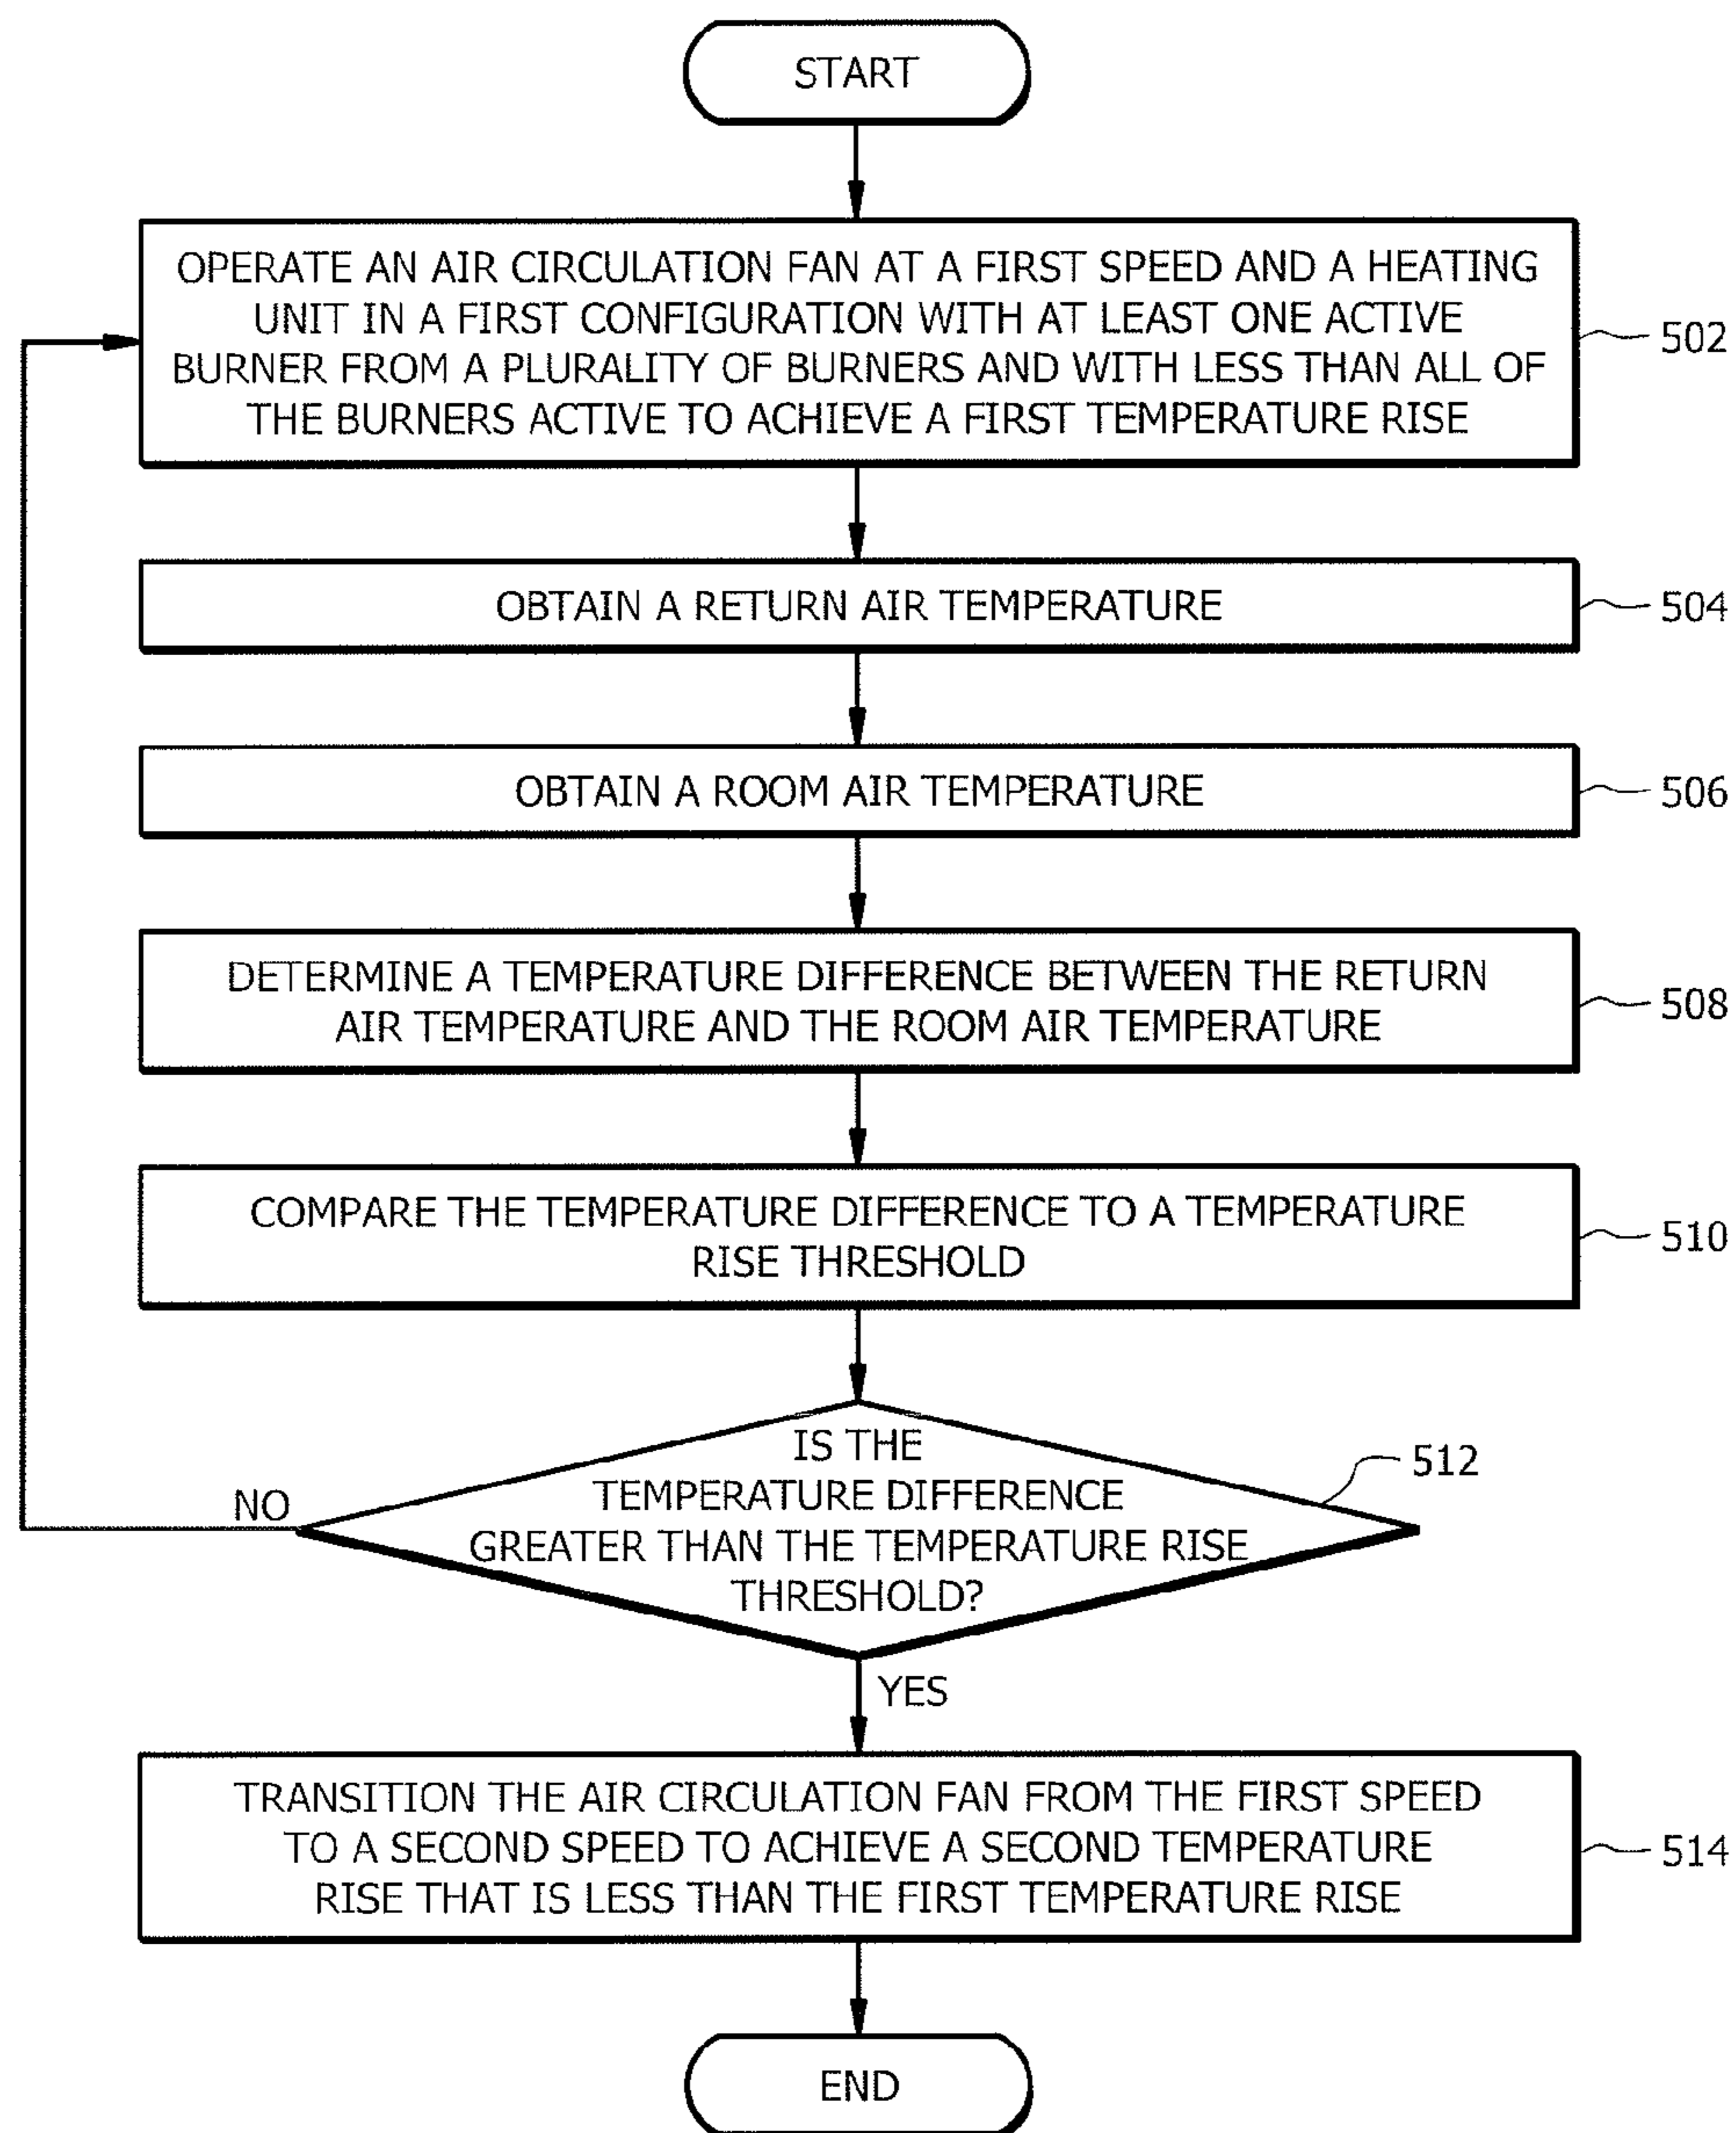 START
OPERATE AN AIR CIRCULATION FAN AT A FIRST SPEED AND A HEATING
UNIT IN A FIRST CONFIGURATION WITH AT LEAST ONE ACTIVE
BURNER FROM A PLURALITY OF BURNERS AND WITH LESS THAN ALL OF
THE BURNERS ACTIVE TO ACHIEVE A FIRST TEMPERATURE RISE
502
OBTAIN A RETURN AIR TEMPERATURE
504
OBTAIN A ROOM AIR TEMPERATURE
506
DETERMINE A TEMPERATURE DIFFERENCE BETWEEN THE RETURN
AIR TEMPERATURE AND THE ROOM AIR TEMPERATURE
508
COMPARE THE TEMPERATURE DIFFERENCE TO A TEMPERATURE
RISE THRESHOLD
510
IS THE
TEMPERATURE DIFFERENCE
GREATER THAN THE TEMPERATURE RISE
THRESHOLD?
512
NO
YES
TRANSITION THE AIR CIRCULATION FAN FROM THE FIRST SPEED
TO A SECOND SPEED TO ACHIEVE A SECOND TEMPERATURE
RISE THAT IS LESS THAN THE FIRST TEMPERATURE RISE
514
END